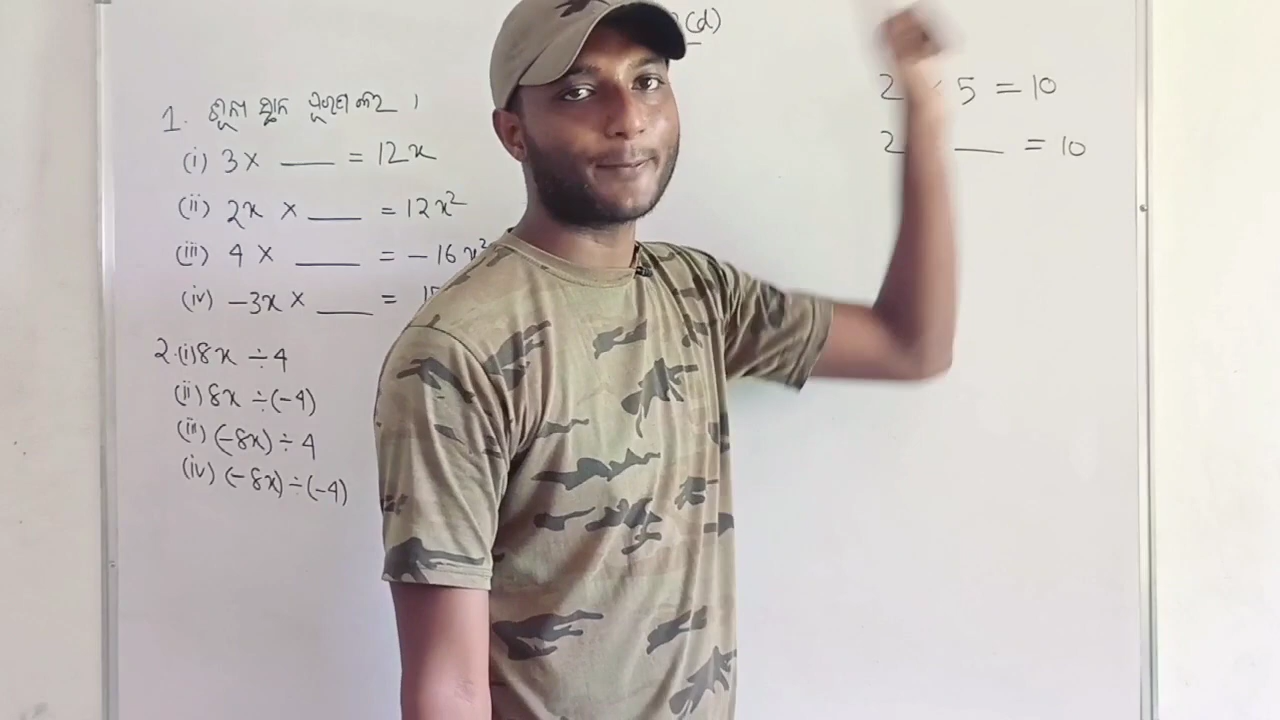 (d)
1. ଶୂନ୍ୟ ସ୍ଥାନ ପୂରଣ କର ।
(i) 3 × ___ = 12x
(ii) 2x × ___ = 12x²
(iii) 4 × ___ = -16x²
(iv) -3x × ___ =
2. (i) 8x ÷ 4
(ii) 8x ÷ (-4)
(iii) (-8x) ÷ 4
(iv) (-8x) ÷ (-4)
2 × 5 = 10
2 ___ = 10